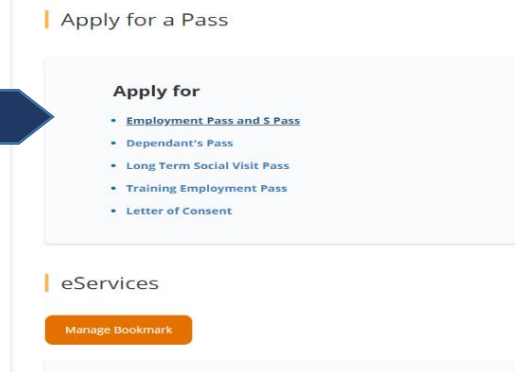 Apply for a Pass
Apply for
Employment Pass and S Pass
Dependant's Pass
Long Term Social Visit Pass
Training Employment Pass
Letter of Consent
eServices
Manage Bookmark